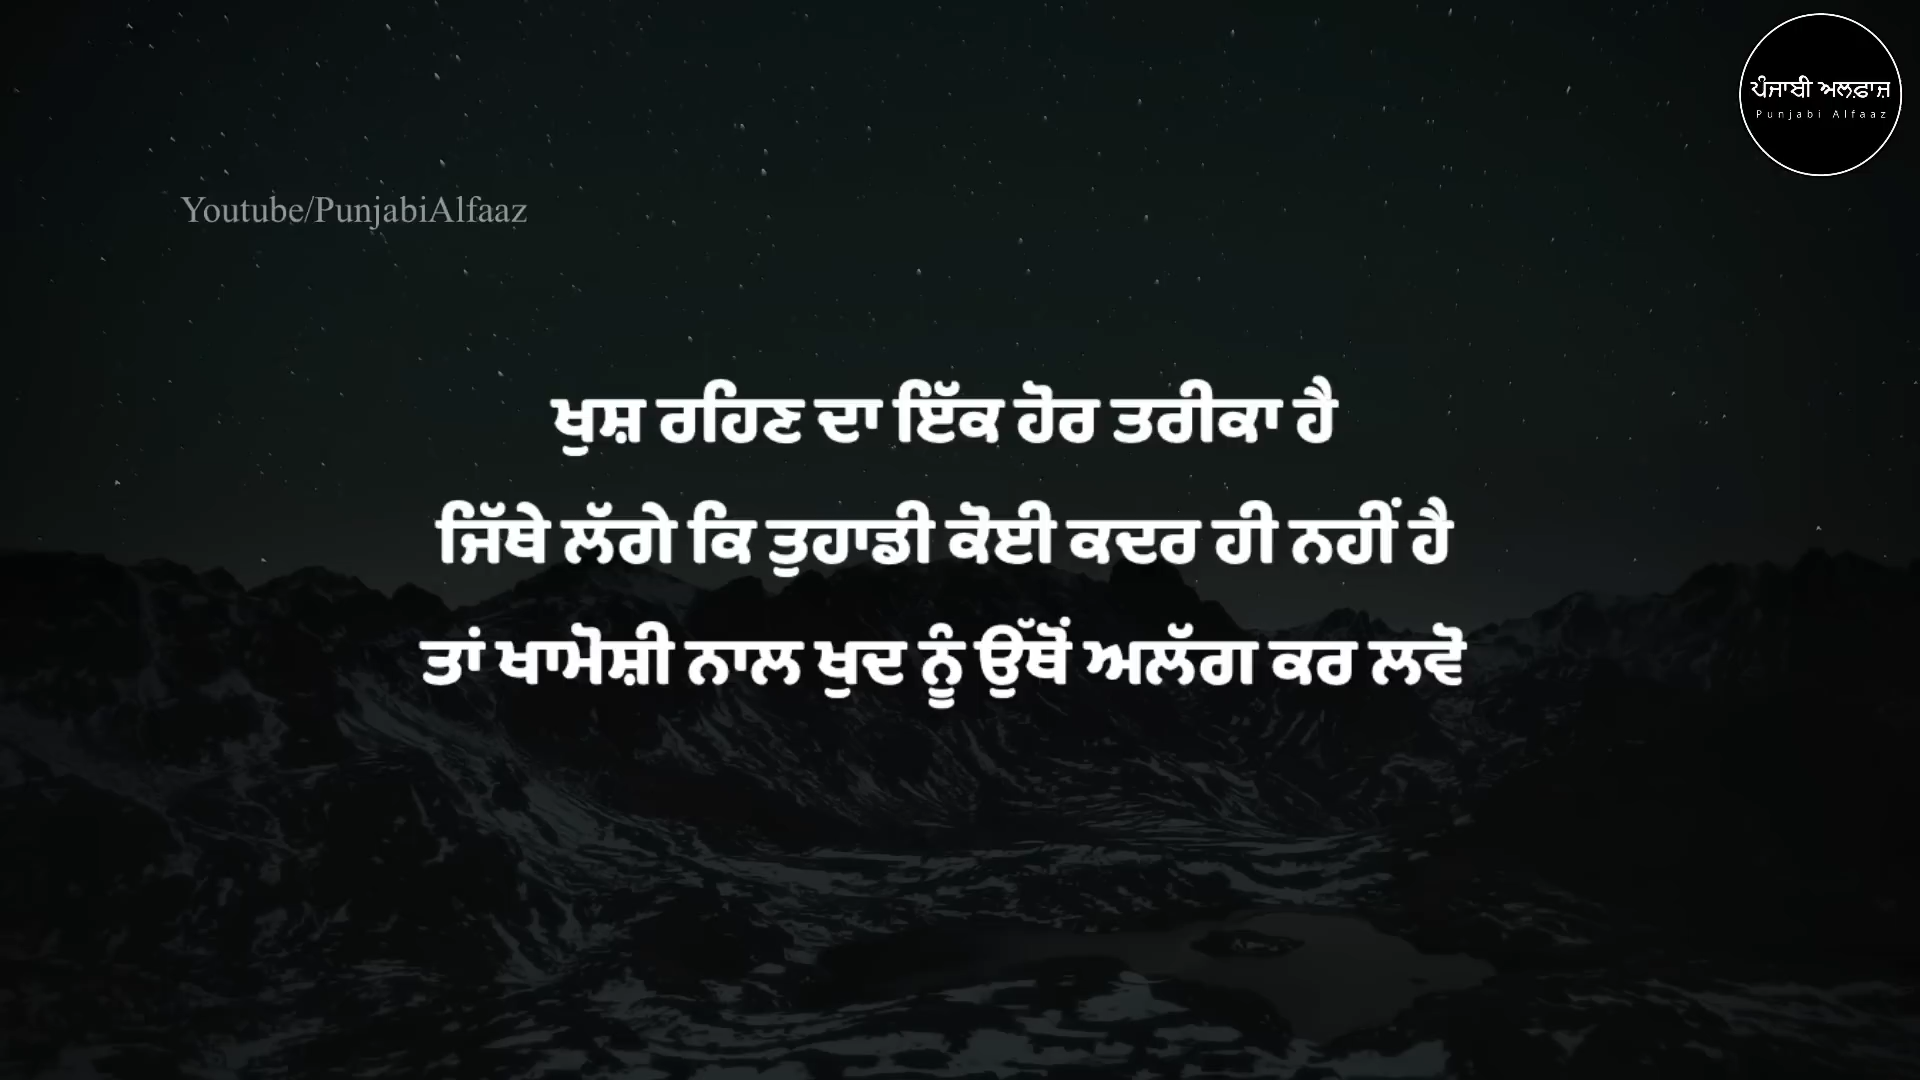 ਪੰਜਾਬੀ ਅਲਫ਼ਾਜ਼
Punjabi Alfaaz
Youtube/PunjabiAlfaaz
ਖੁਸ਼ ਰਹਿਣ ਦਾ ਇੱਕ ਹੋਰ ਤਰੀਕਾ ਹੈ
ਜਿੱਥੇ ਲੱਗੇ ਕਿ ਤੁਹਾਡੀ ਕੋਈ ਕਦਰ ਹੀ ਨਹੀਂ ਹੈ
ਤਾਂ ਖਾਮੋਸ਼ੀ ਨਾਲ ਖੁਦ ਨੂੰ ਉੱਥੋਂ ਅਲੱਗ ਕਰ ਲਵੋ